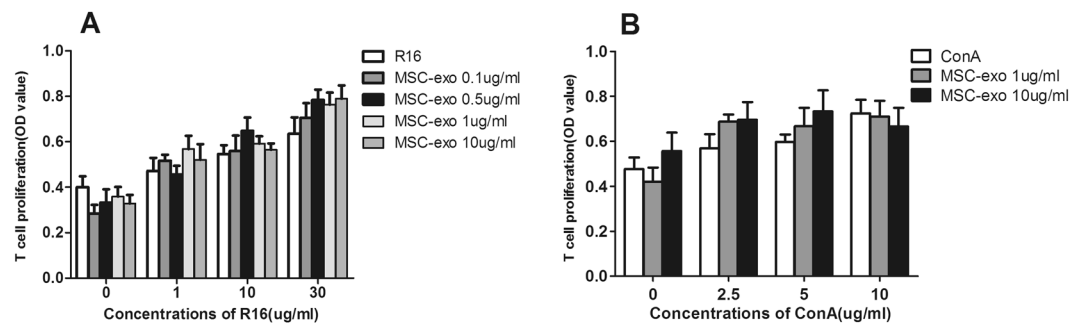 A
T cell proliferation(OD value)
1.0
0.8
0.6
0.4
0.2
0.0
0
1
10
30
Concentrations of R16(ug/ml)
R16
MSC-exo 0.1ug/ml
MSC-exo 0.5ug/ml
MSC-exo 1ug/ml
MSC-exo 10ug/ml
B
T cell proliferation(OD value)
1.0
0.8
0.6
0.4
0.2
0.0
0
2.5
5
10
Concentrations of ConA(ug/ml)
ConA
MSC-exo 1ug/ml
MSC-exo 10ug/ml